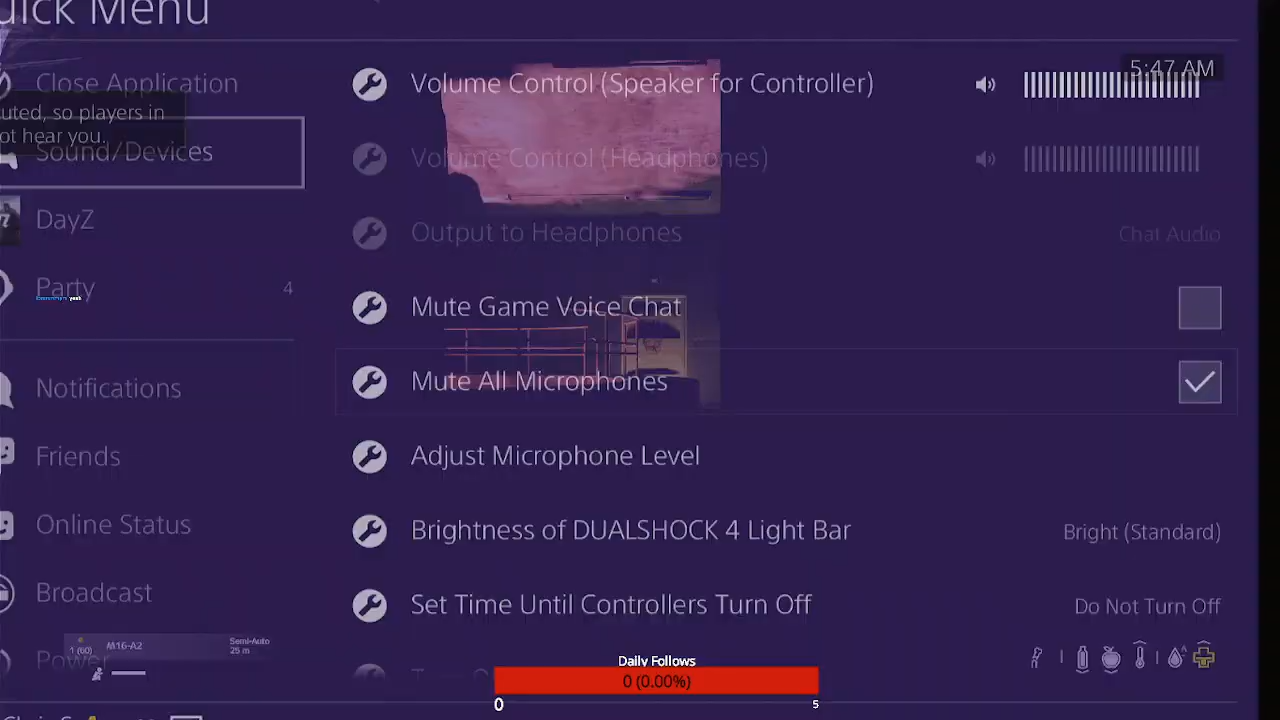 uick Menu
5:47 AM
Close Application
uted, so players in
ot hear you.
Sound/Devices
DayZ
Party 4
yeah
Notifications
Friends
Online Status
Broadcast
Power
Volume Control (Speaker for Controller)
Volume Control (Headphones)
Output to Headphones Chat Audio
Mute Game Voice Chat
Mute All Microphones
Adjust Microphone Level
Brightness of DUALSHOCK 4 Light Bar Bright (Standard)
Set Time Until Controllers Turn Off Do Not Turn Off
1 (60) M16-A2 Semi-Auto
25 m
Daily Follows
0 (0.00%)
0 5